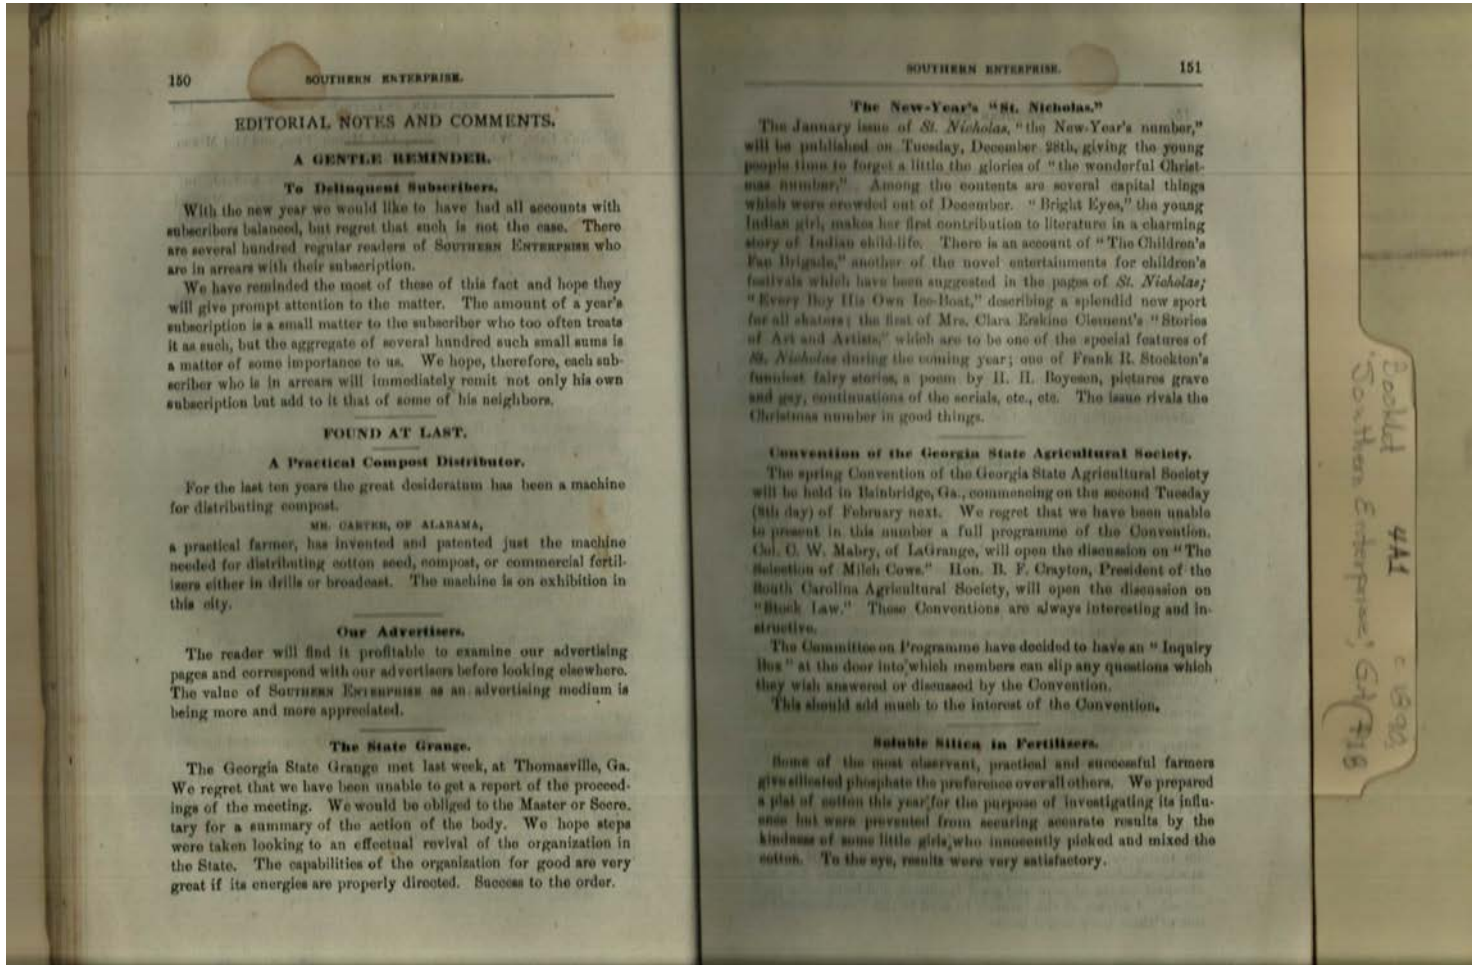 150
SOUTHERN ENTERPRISE.
EDITORIAL NOTES AND COMMENTS.
A GENTLE REMINDER.
To Delinquent Subscribers.
With the new year we would like to have had all accounts with
subscribers balanced, but regret that such is not the case. There
are several hundred regular readers of SOUTHERN ENTERPRISE who
are in arrears with their subscription.
We have reminded the most of these of this fact and hope they
will give prompt attention to the matter. The amount of a year's
subscription is a small matter to the subscriber who too often treats
it as such, but the aggregate of several hundred such small sums is
a matter of some importance to us. We hope, therefore, each sub-
scriber who is in arrears will immediately remit not only his own
subscription but add to it that of some of his neighbors.
FOUND AT LAST.
A Practical Compost Distributor.
For the last ten years the great desideratum has been a machine
for distributing compost.
MR. CARTER, OF ALABAMA,
a practical farmer, has invented and patented just the machine
needed for distributing cotton seed, compost, or commercial fertil-
izers either in drills or broadcast. The machine is on exhibition in
this city.
Our Advertisers.
The reader will find it profitable to examine our advertising
pages and correspond with our advertisers before looking elsewhere.
The value of SOUTHERN ENTERPRISE as an advertising medium is
being more and more appreciated.
The State Grange.
The Georgia State Grange met last week, at Thomasville, Ga.
We regret that we have been unable to get a report of the proceed-
ings of the meeting. We would be obliged to the Master or Secre-
tary for a summary of the action of the body. We hope steps
were taken looking to an effectual revival of the organization in
the State. The capabilities of the organization for good are very
great if its energies are properly directed. Success to the order.
SOUTHERN ENTERPRISE.
151
The New-Year's "St. Nicholas."
The January issue of St. Nicholas, "the New-Year's number,"
will be published on Tuesday, December 28th, giving the young
people time to forget a little the glories of "the wonderful Christ-
mas number." Among the contents are several capital things
which were crowded out of December. "Bright Eyes," the young
Indian girl, makes her first contribution to literature in a charming
story of Indian child-life. There is an account of "The Children's
Fan Brigade," another of the novel entertainments for children's
festivals which have been suggested in the pages of St. Nicholas;
"Every Boy His Own Ice-Boat," describing a splendid new sport
for all skaters; the first of Mrs. Clara Erskine Clement's "Stories
of Art and Artists," which are to be one of the special features of
St. Nicholas during the coming year; one of Frank R. Stockton's
funniest fairy stories, a poem by H. H. Boyesen, pictures grave
and gay, continuations of the serials, etc., etc. The issue rivals the
Christmas number in good things.
Convention of the Georgia State Agricultural Society.
The spring Convention of the Georgia State Agricultural Society
will be held in Bainbridge, Ga., commencing on the second Tuesday
(8th day) of February next. We regret that we have been unable
to present in this number a full programme of the Convention.
Col. C. W. Mabry, of LaGrange, will open the discussion on "The
Selection of Milch Cows." Hon. B. F. Crayton, President of the
South Carolina Agricultural Society, will open the discussion on
"Stock Law." These Conventions are always interesting and in-
structive.
The Committee on Programme have decided to have an "Inquiry
Box" at the door into which members can slip any questions which
they wish answered or discussed by the Convention.
This should add much to the interest of the Convention.
Soluble Silica in Fertilizers.
Some of the most observant, practical and successful farmers
give silicated phosphate the preference over all others. We prepared
a plat of cotton this year for the purpose of investigating its influ-
ence but were prevented from securing accurate results by the
kindness of some little girls who innocently picked and mixed the
cotton. To the eye, results were very satisfactory.
Booklet 4A1
"Southern Enterprise", GA